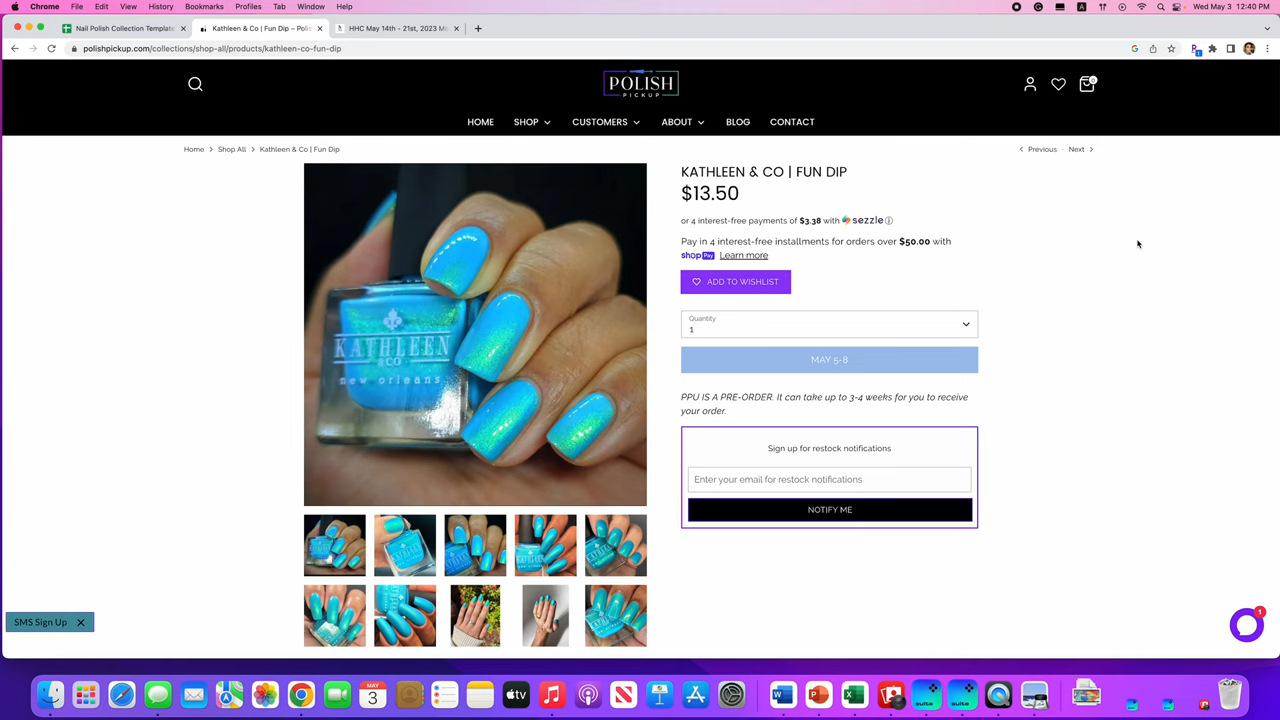 Chrome File Edit View History Bookmarks Profiles Tab Window Help Wed May 3 12:40 PM
Nail Polish Collection Template Kathleen & Co | Fun Dip – Polis HHC May 14th - 21st, 2023 Me
polishpickup.com/collections/shop-all/products/kathleen-co-fun-dip
POLISH
PICKUP
0
HOME SHOP CUSTOMERS ABOUT BLOG CONTACT
Home > Shop All > Kathleen & Co | Fun Dip
< Previous · Next >
KATHLEEN & CO | FUN DIP
$13.50
or 4 interest-free payments of $3.38 with sezzle
Pay in 4 interest-free installments for orders over $50.00 with
shop Pay Learn more
ADD TO WISHLIST
Quantity
1
MAY 5-8
PPU IS A PRE-ORDER. It can take up to 3-4 weeks for you to receive
your order.
Sign up for restock notifications
Enter your email for restock notifications
NOTIFY ME
KATHLEEN
& CO
new orleans
SMS Sign Up
1
MAY
3
tv
suite
suite